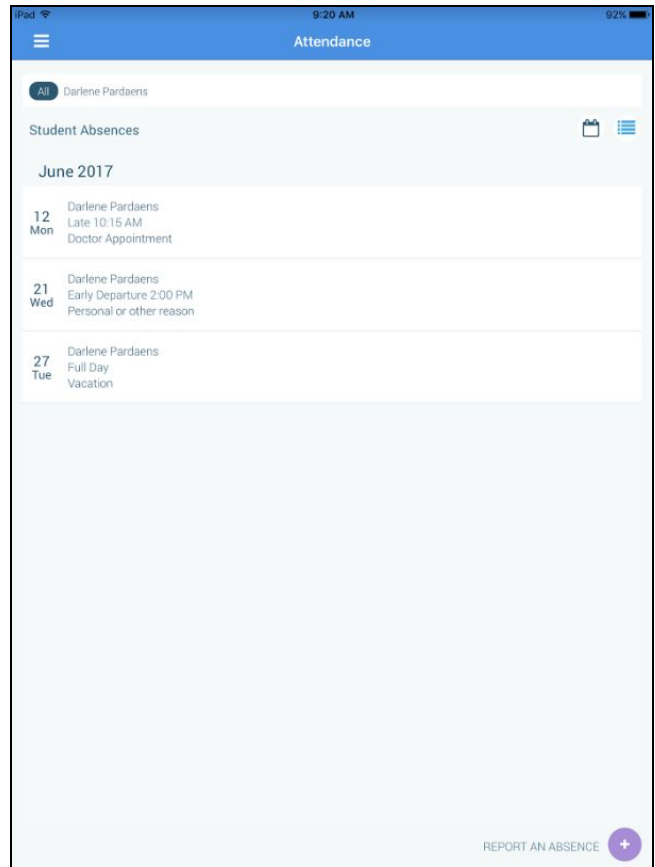 iPad 9:20 AM 92%
Attendance
All Darlene Pardaens
Student Absences
June 2017
12 Mon
Darlene Pardaens
Late 10:15 AM
Doctor Appointment
21 Wed
Darlene Pardaens
Early Departure 2:00 PM
Personal or other reason
27 Tue
Darlene Pardaens
Full Day
Vacation
REPORT AN ABSENCE +